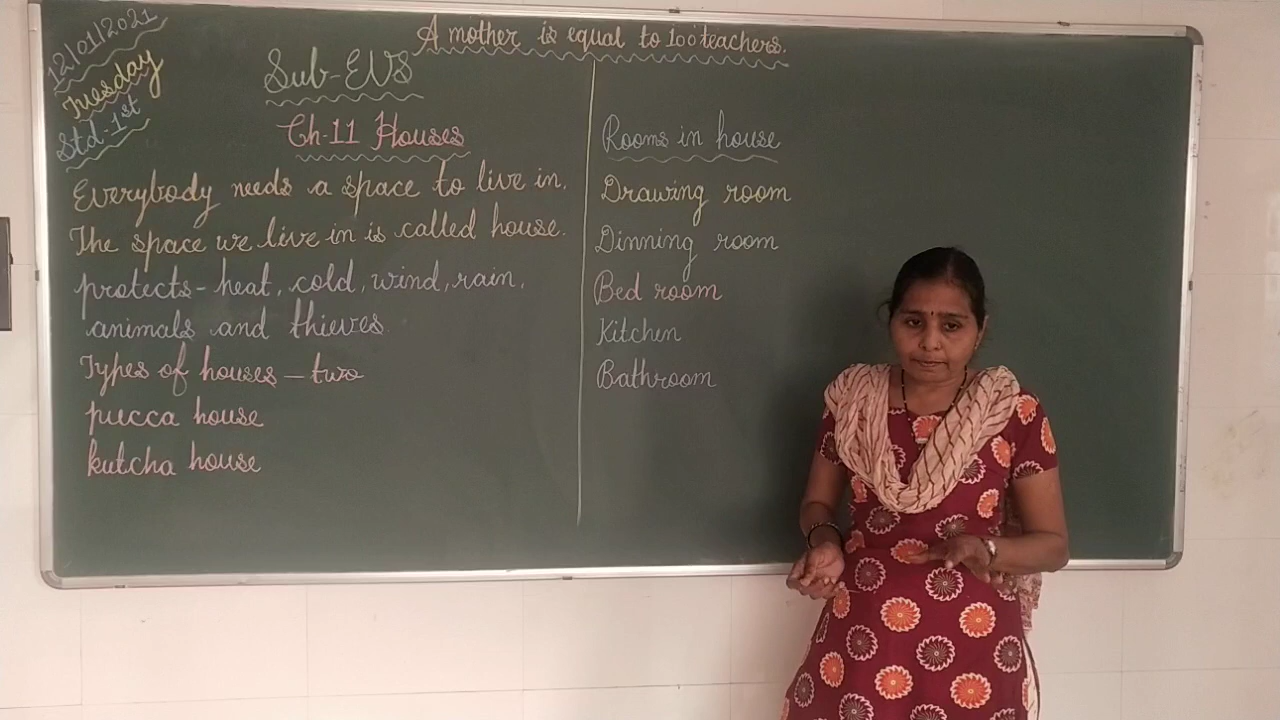 12/01/2021
Tuesday
Std-1st
A mother is equal to 100 teachers.
Sub-EVS
Ch-11 Houses
Everybody needs a space to live in.
The space we live in is called house.
protects-heat, cold, wind, rain,
animals and thieves.
Types of houses - two
pucca house
kutcha house
Rooms in house
Drawing room
Dinning room
Bed room
Kitchen
Bathroom